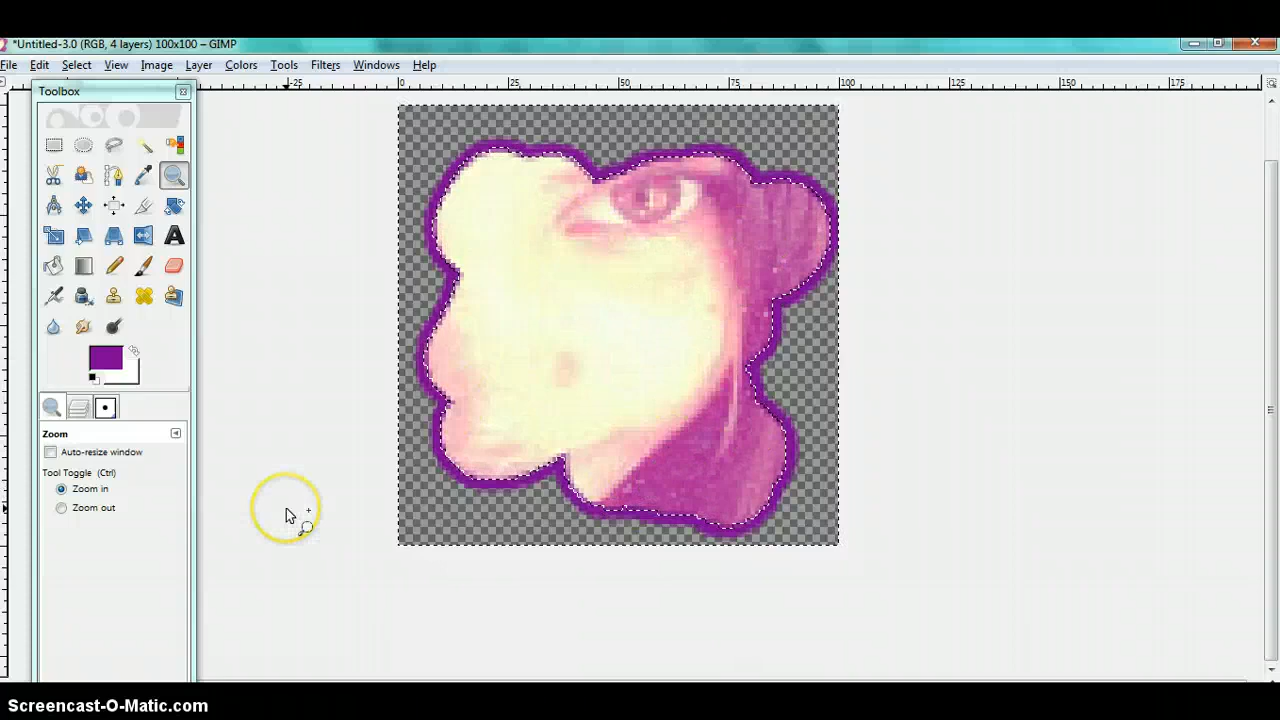 *Untitled-3.0 (RGB, 4 layers) 100x100 – GIMP
File Edit Select View Image Layer Colors Tools Filters Windows Help
-25 0 25 50 75 100 125 150 175
Toolbox
Zoom
Auto-resize window
Tool Toggle (Ctrl)
Zoom in
Zoom out
Screencast-O-Matic.com